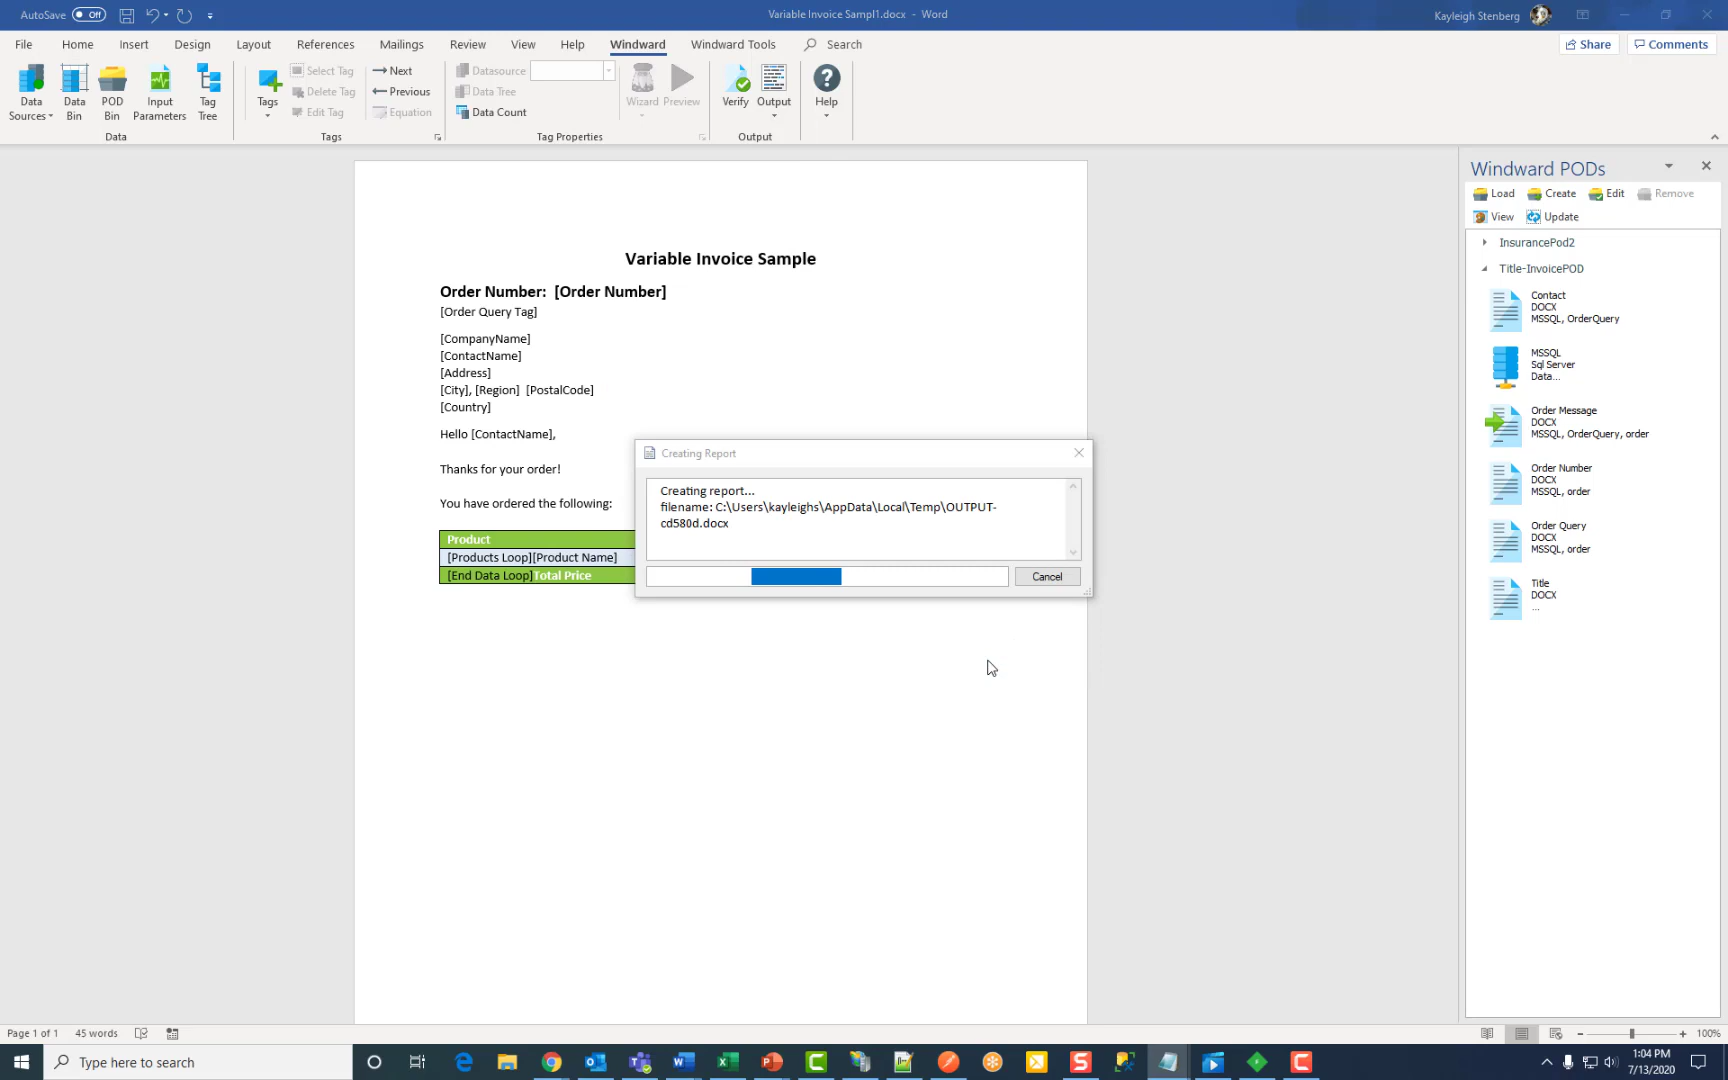 AutoSave Off
Variable Invoice Sampl1.docx - Word
Kayleigh Stenberg
File Home Insert Design Layout References Mailings Review View Help Windward Windward Tools Search
Share Comments
Data Sources
Data Bin
POD Bin
Input Parameters
Tag Tree
Data
Tags
Select Tag
Delete Tag
Edit Tag
Next
Previous
Equation
Tags
Datasource
Data Tree
Data Count
Wizard
Preview
Tag Properties
Verify
Output
Output
Help
Variable Invoice Sample
Order Number: [Order Number]
[Order Query Tag]
[CompanyName]
[ContactName]
[Address]
[City], [Region] [PostalCode]
[Country]
Hello [ContactName],
Thanks for your order!
You have ordered the following:
Product
[Products Loop][Product Name]
[End Data Loop]Total Price
Creating Report
Creating report...
filename: C:\Users\kayleighs\AppData\Local\Temp\OUTPUT-
cd580d.docx
Cancel
Windward PODs
Load Create Edit Remove
View Update
InsurancePod2
Title-InvoicePOD
Contact
DOCX
MSSQL, OrderQuery
MSSQL
Sql Server
Data...
Order Message
DOCX
MSSQL, OrderQuery, order
Order Number
DOCX
MSSQL, order
Order Query
DOCX
MSSQL, order
Title
DOCX
...
Page 1 of 1 45 words
100%
Type here to search
1:04 PM
7/13/2020